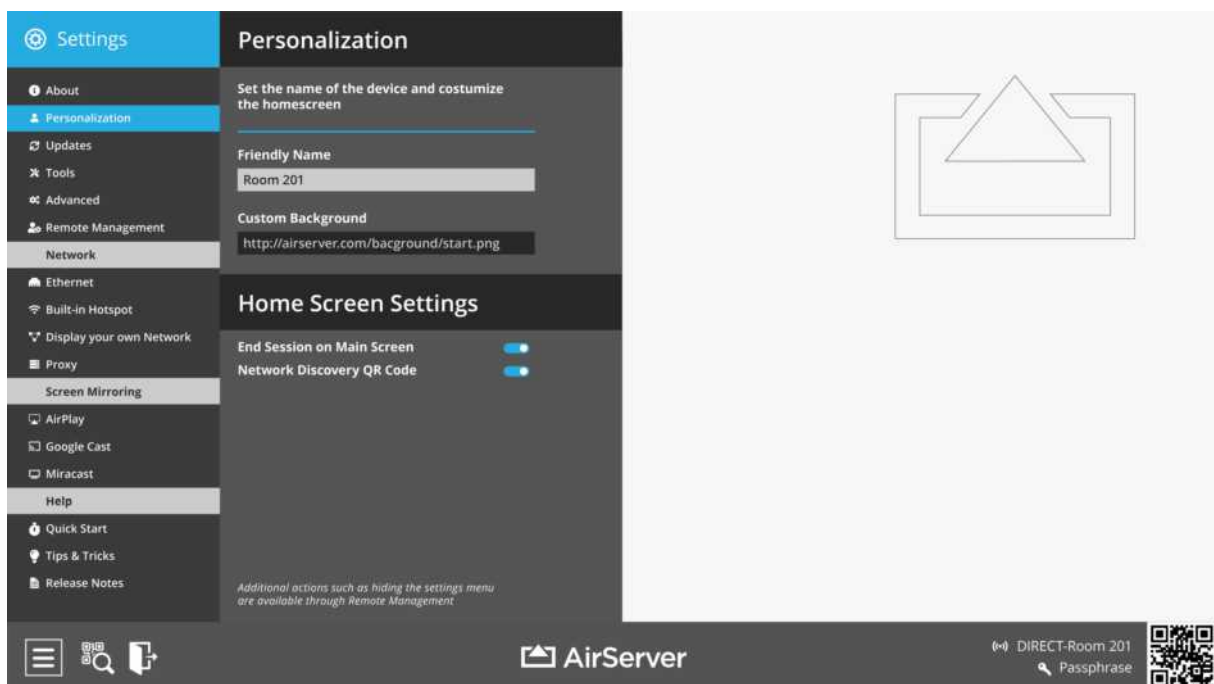 Settings
About
Personalization
Updates
Tools
Advanced
Remote Management
Network
Ethernet
Built-in Hotspot
Display your own Network
Proxy
Screen Mirroring
AirPlay
Google Cast
Miracast
Help
Quick Start
Tips & Tricks
Release Notes
Personalization
Set the name of the device and costumize
the homescreen
Friendly Name
Room 201
Custom Background
http://airserver.com/bacground/start.png
Home Screen Settings
End Session on Main Screen
Network Discovery QR Code
Additional actions such as hiding the settings menu
are available through Remote Management
AirServer
DIRECT-Room 201
Passphrase